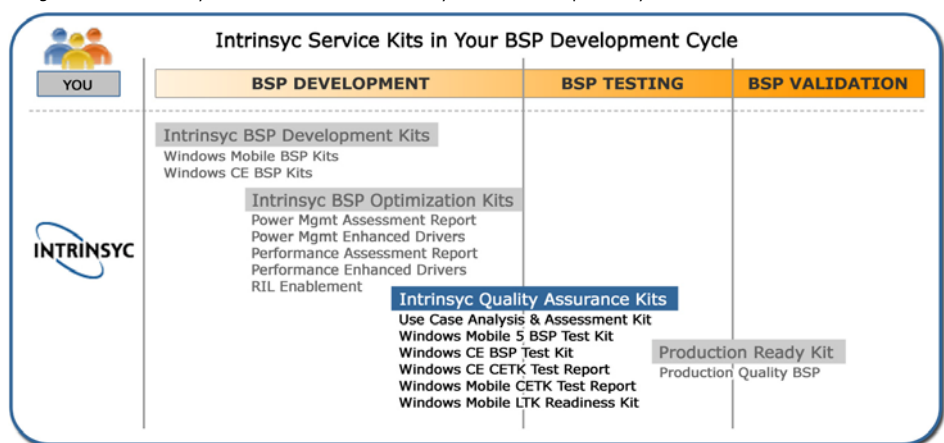 Intrinsyc Service Kits in Your BSP Development Cycle
YOU
BSP DEVELOPMENT
BSP TESTING
BSP VALIDATION
Intrinsyc BSP Development Kits
Windows Mobile BSP Kits
Windows CE BSP Kits
Intrinsyc BSP Optimization Kits
Power Mgmt Assessment Report
Power Mgmt Enhanced Drivers
Performance Assessment Report
Performance Enhanced Drivers
RIL Enablement
INTRINSYC
Intrinsyc Quality Assurance Kits
Use Case Analysis & Assessment Kit
Windows Mobile 5 BSP Test Kit
Windows CE BSP Test Kit
Windows CE CETK Test Report
Windows Mobile CETK Test Report
Windows Mobile LTK Readiness Kit
Production Ready Kit
Production Quality BSP